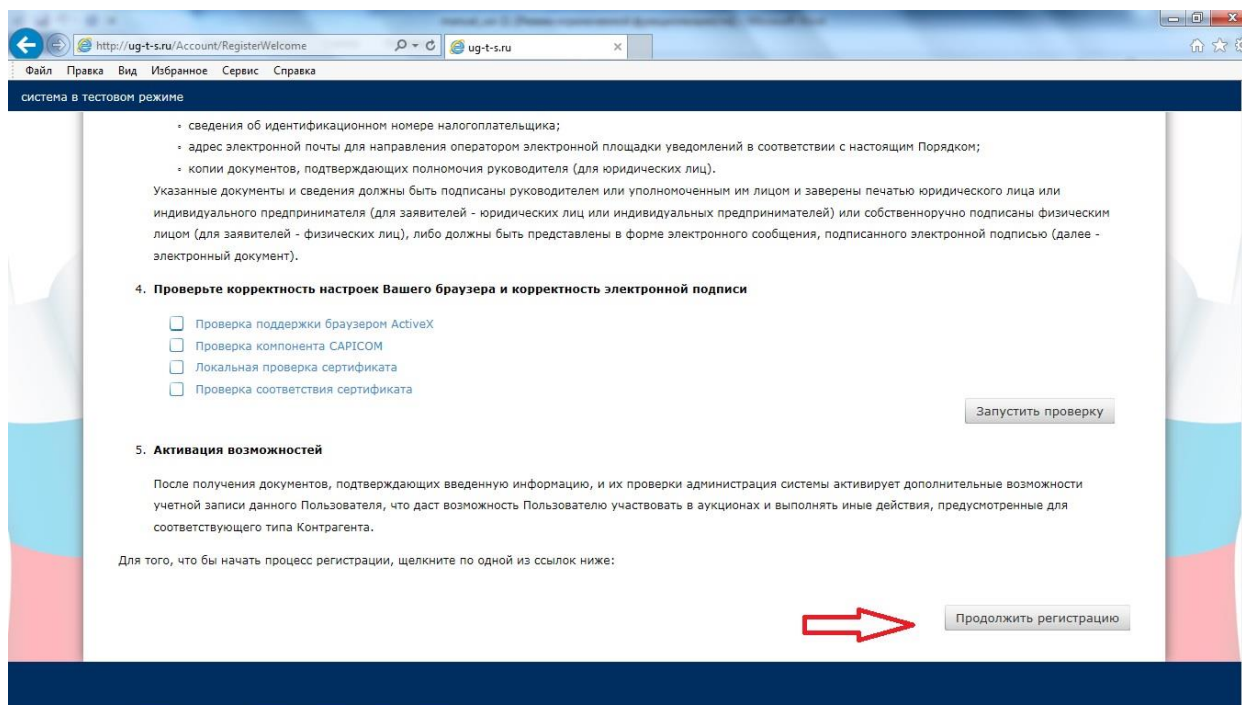 http://ug-t-s.ru/Account/RegisterWelcome
ug-t-s.ru
Файл Правка Вид Избранное Сервис Справка
система в тестовом режиме
◦ сведения об идентификационном номере налогоплательщика;
◦ адрес электронной почты для направления оператором электронной площадки уведомлений в соответствии с настоящим Порядком;
◦ копии документов, подтверждающих полномочия руководителя (для юридических лиц).
Указанные документы и сведения должны быть подписаны руководителем или уполномоченным им лицом и заверены печатью юридического лица или
индивидуального предпринимателя (для заявителей - юридических лиц или индивидуальных предпринимателей) или собственноручно подписаны физическим
лицом (для заявителей - физических лиц), либо должны быть представлены в форме электронного сообщения, подписанного электронной подписью (далее -
электронный документ).
4. Проверьте корректность настроек Вашего браузера и корректность электронной подписи
Проверка поддержки браузером ActiveX
Проверка компонента CAPICOM
Локальная проверка сертификата
Проверка соответствия сертификата
Запустить проверку
5. Активация возможностей
После получения документов, подтверждающих введенную информацию, и их проверки администрация системы активирует дополнительные возможности
учетной записи данного Пользователя, что даст возможность Пользователю участвовать в аукционах и выполнять иные действия, предусмотренные для
соответствующего типа Контрагента.
Для того, что бы начать процесс регистрации, щелкните по одной из ссылок ниже:
Продолжить регистрацию